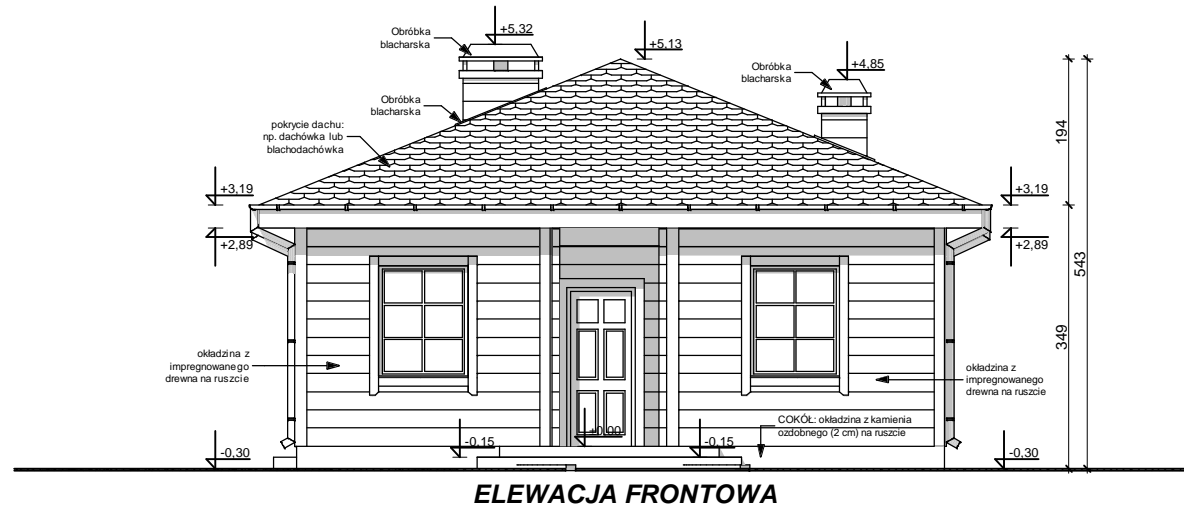 +5,32
+5,13
Obróbka
blacharska
Obróbka
blacharska
+4,85
Obróbka
blacharska
pokrycie dachu:
np. dachówka lub
blachodachówka
194
+3,19
+3,19
+2,89
+2,89
543
349
okładzina z
impregnowanego
drewna na ruszcie
okładzina z
impregnowanego
drewna na ruszcie
COKÓŁ: okładzina z kamienia
ozdobnego (2 cm) na ruszcie
+0,00
-0,15
-0,15
-0,30
-0,30
ELEWACJA FRONTOWA